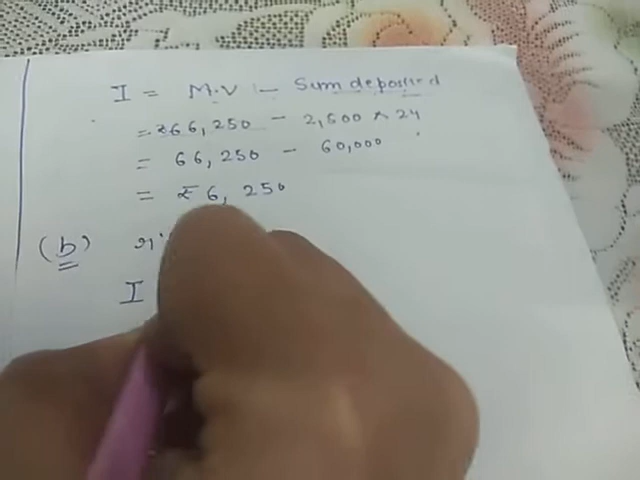 I = M.V - Sum deposited
= ₹66,250 - 2,500 × 24
= 66,250 - 60,000
= ₹6,250
(b)
I